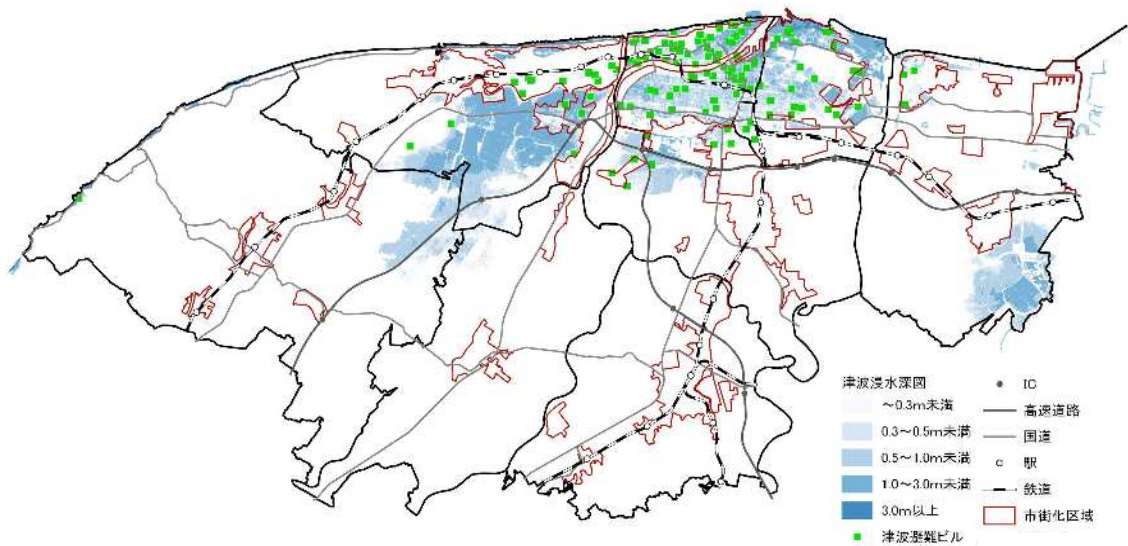 津波浸水深図
～0.3m未満
0.3～0.5m未満
0.5～1.0m未満
1.0～3.0m未満
3.0m以上
津波避難ビル
IC
高速道路
国道
駅
鉄道
市街化区域